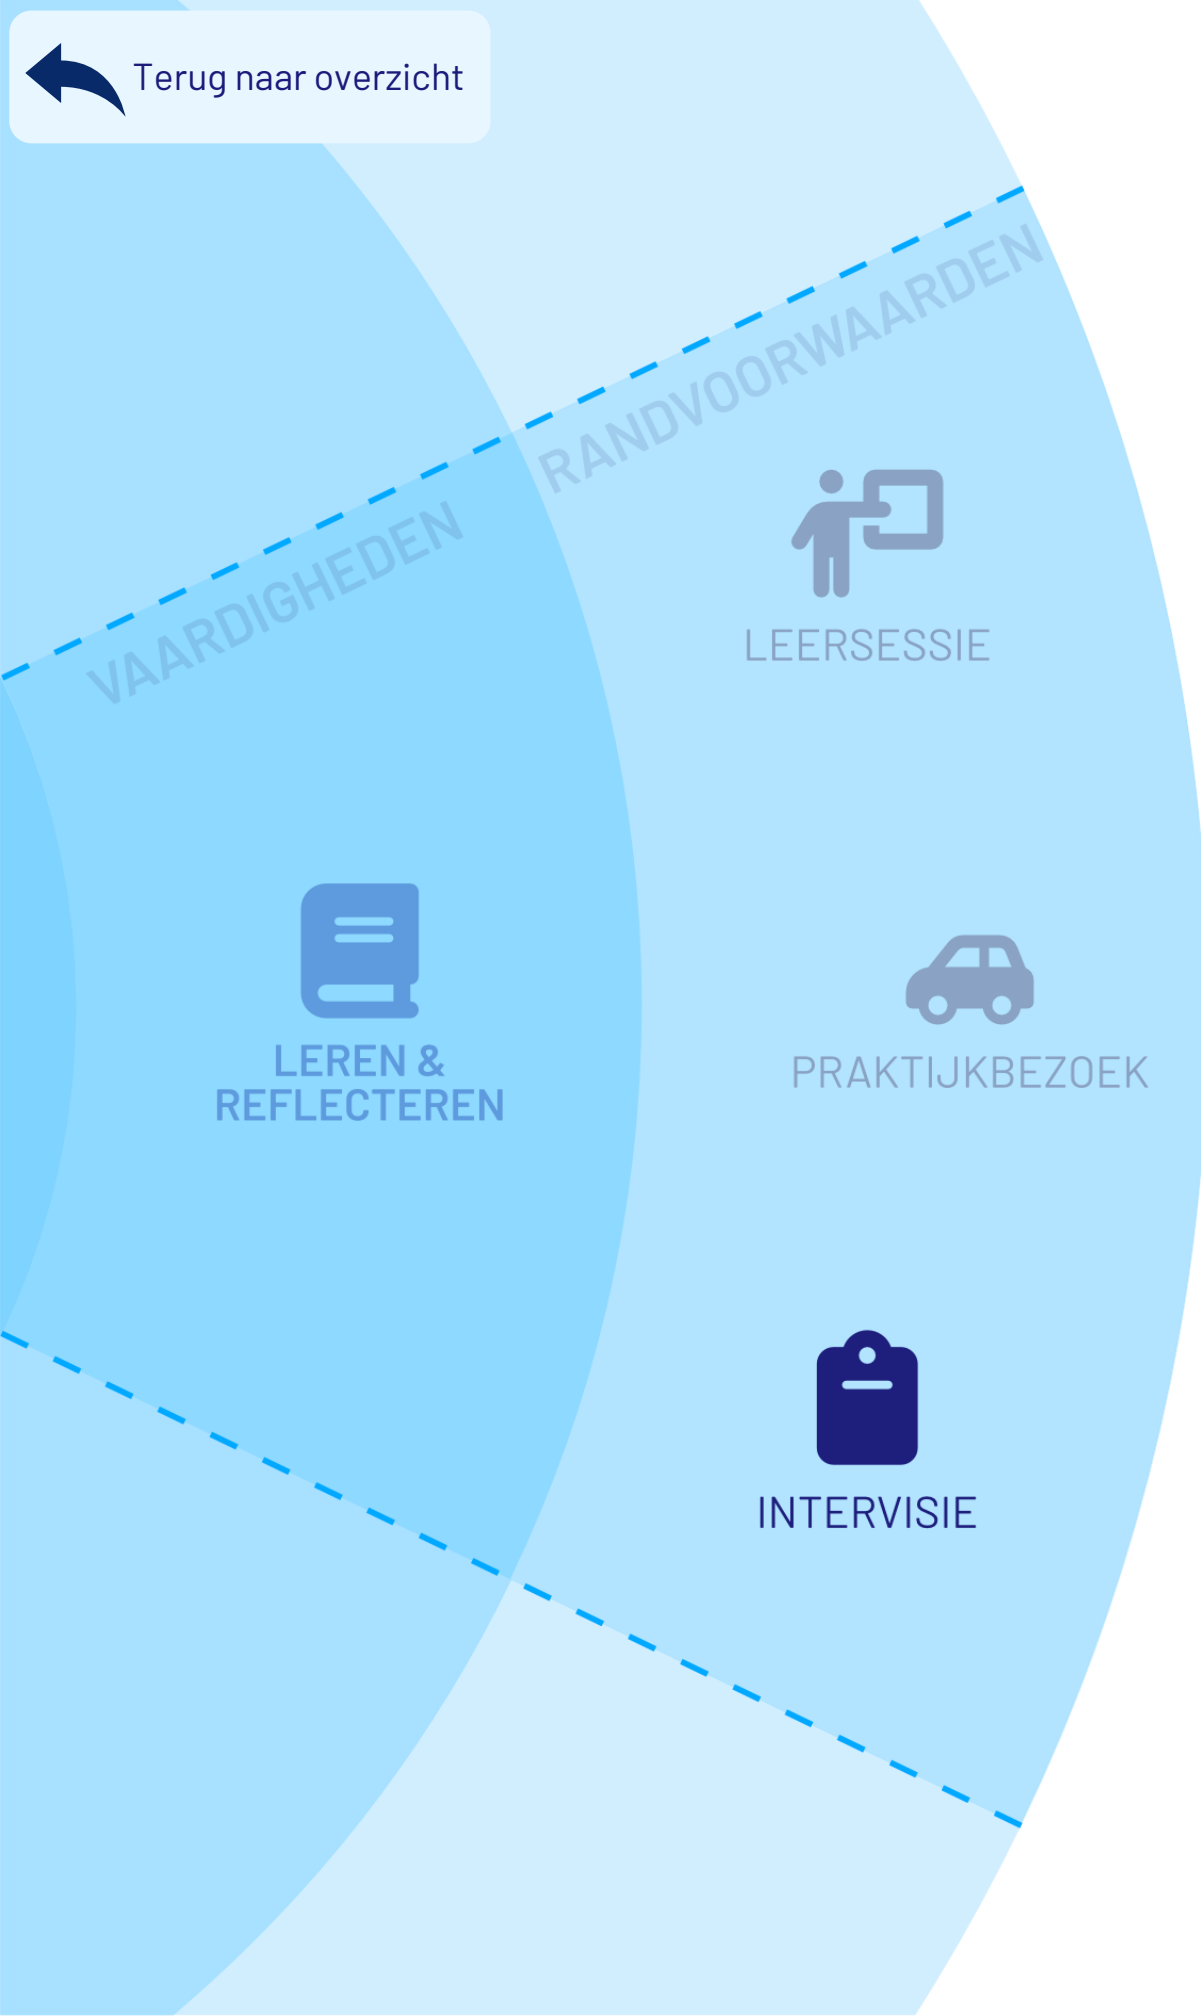 Terug naar overzicht
RANDVOORWAARDEN
VAARDIGHEDEN
LEERSESSIE
LEREN &
REFLECTEREN
PRAKTIJKBEZOEK
INTERVISIE